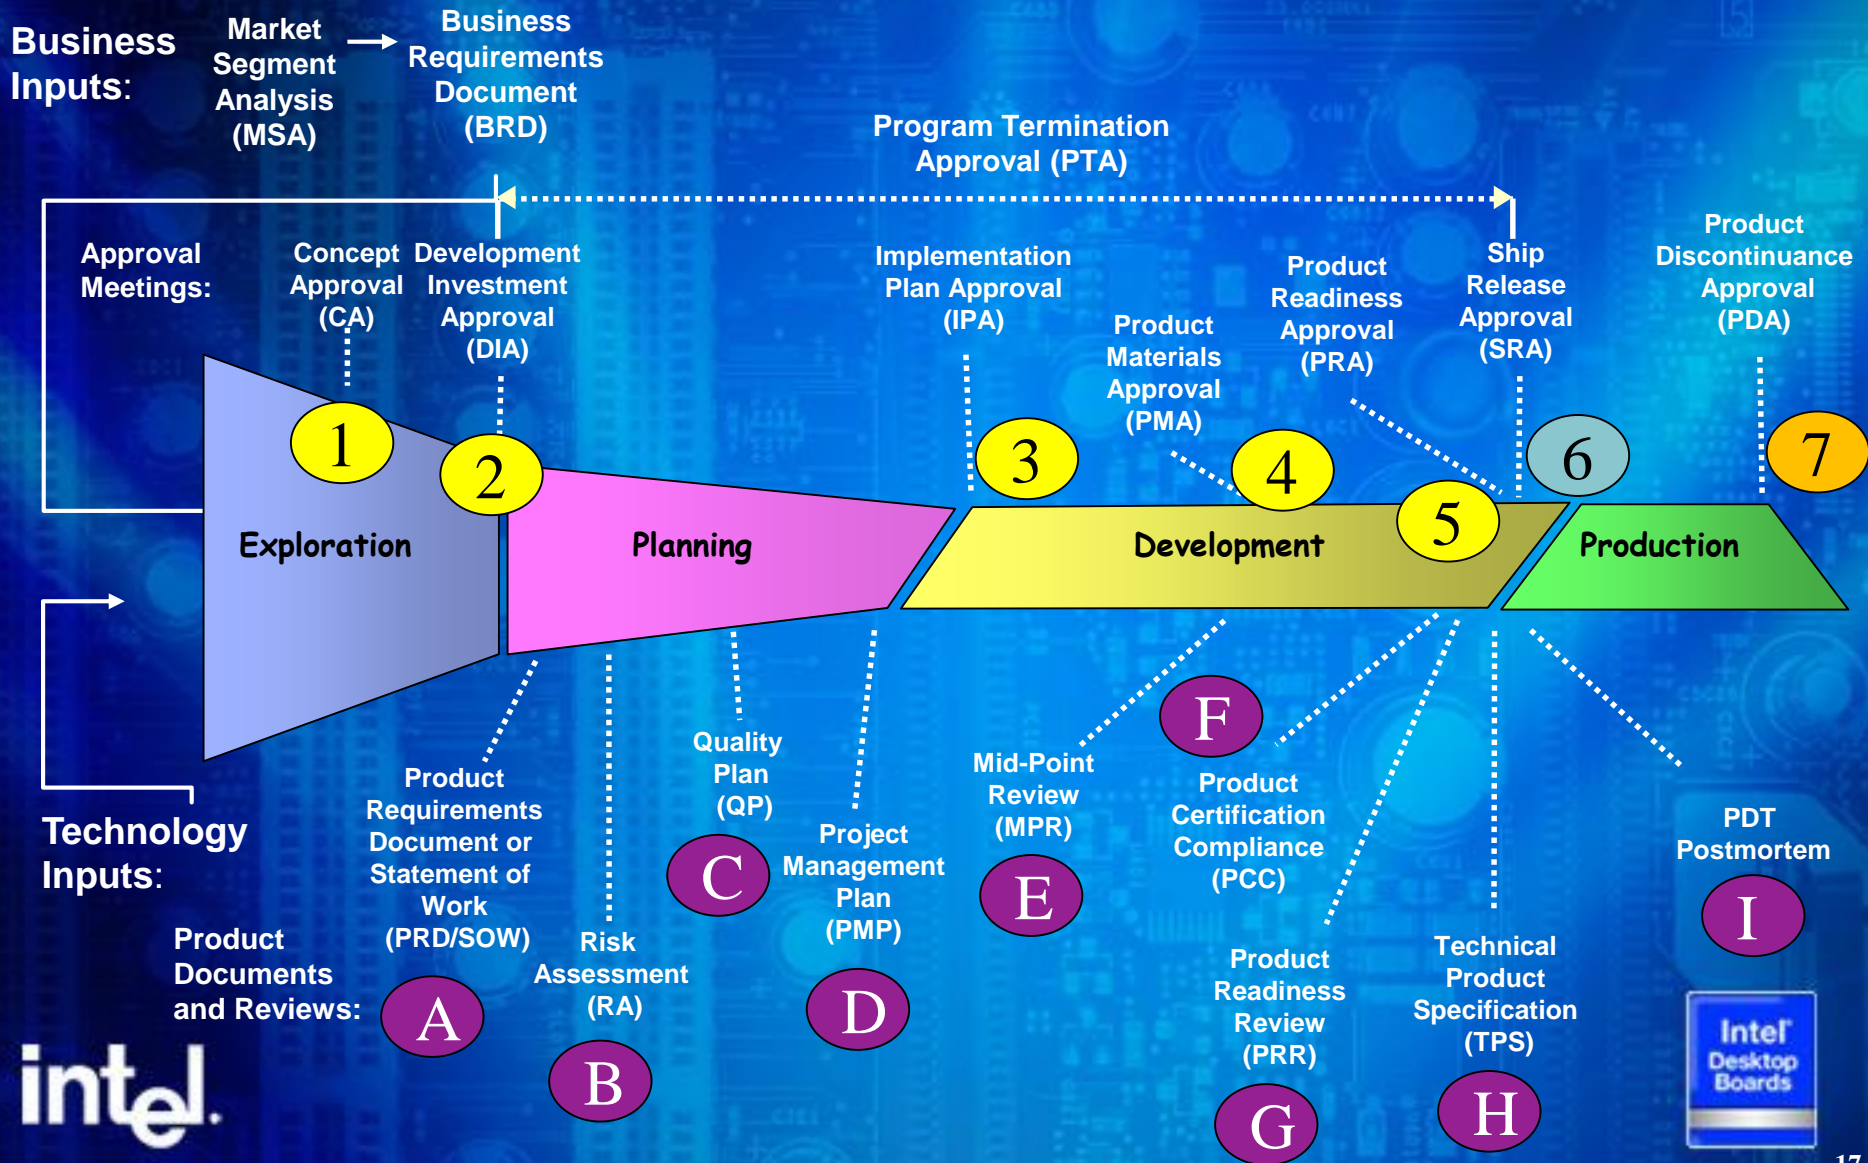 Business
Inputs:
Market
Segment
Analysis
(MSA)
Business
Requirements
Document
(BRD)
Program Termination
Approval (PTA)
Approval
Meetings:
Concept
Approval
(CA)
Development
Investment
Approval
(DIA)
Implementation
Plan Approval
(IPA)
Product
Materials
Approval
(PMA)
Product
Readiness
Approval
(PRA)
Ship
Release
Approval
(SRA)
Product
Discontinuance
Approval
(PDA)
1
2
3
4
5
6
7
Exploration
Planning
Development
Production
Technology
Inputs:
Product
Documents
and Reviews:
Product
Requirements
Document or
Statement of
Work
(PRD/SOW)
A
Risk
Assessment
(RA)
B
Quality
Plan
(QP)
C
Project
Management
Plan
(PMP)
D
Mid-Point
Review
(MPR)
E
F
Product
Certification
Compliance
(PCC)
Product
Readiness
Review
(PRR)
G
Technical
Product
Specification
(TPS)
H
PDT
Postmortem
I
intel.
Intel®
Desktop
Boards
17